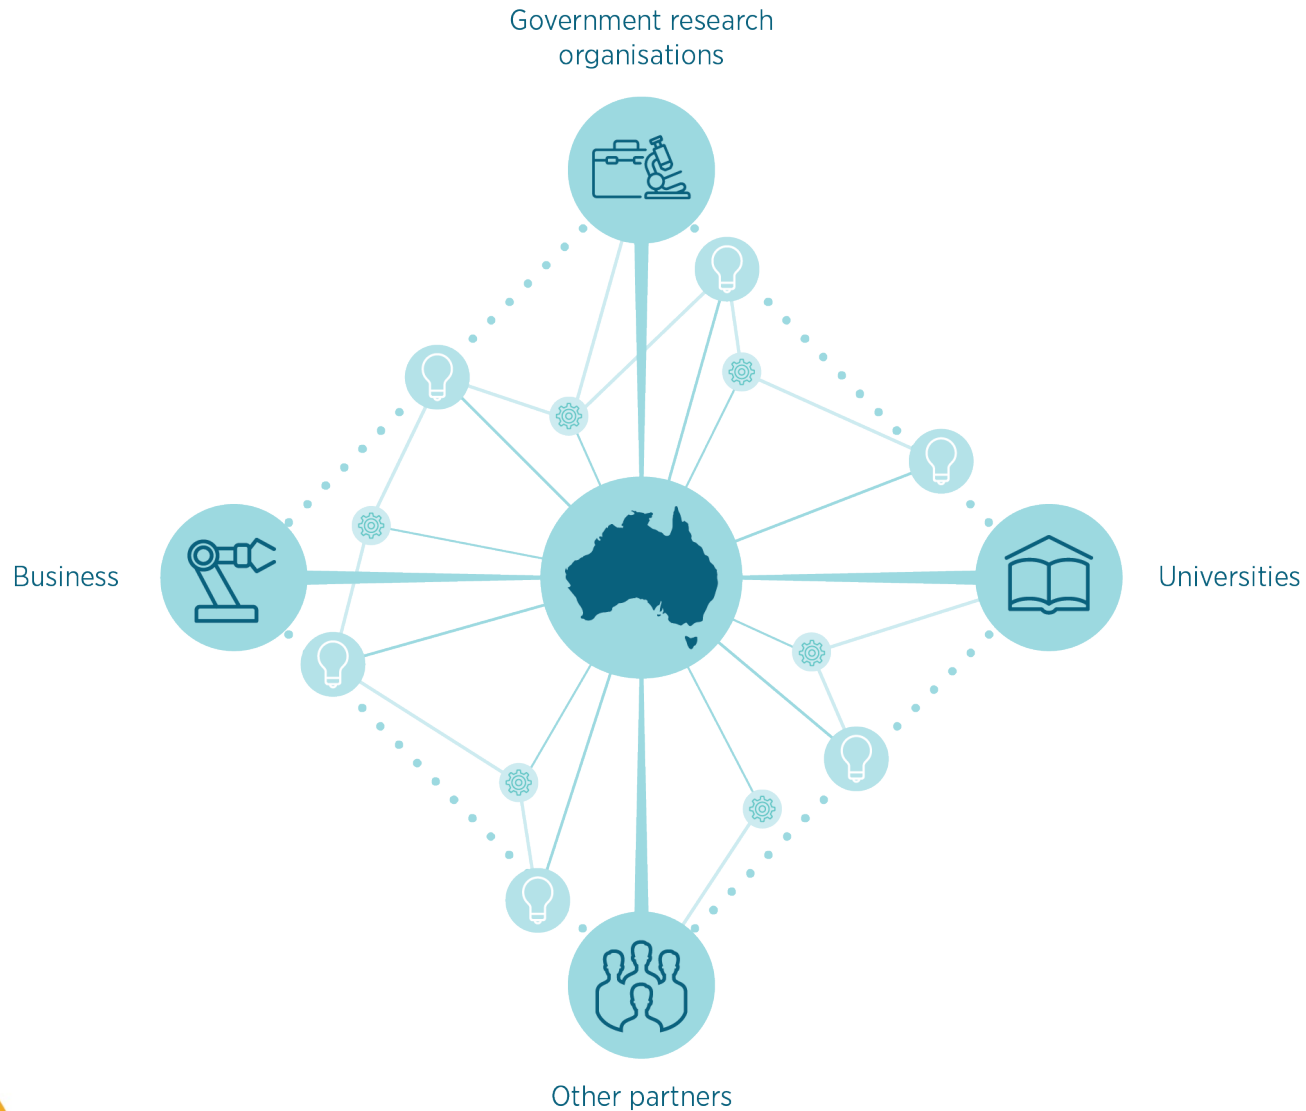 Government research
organisations
Business
Universities
Other partners